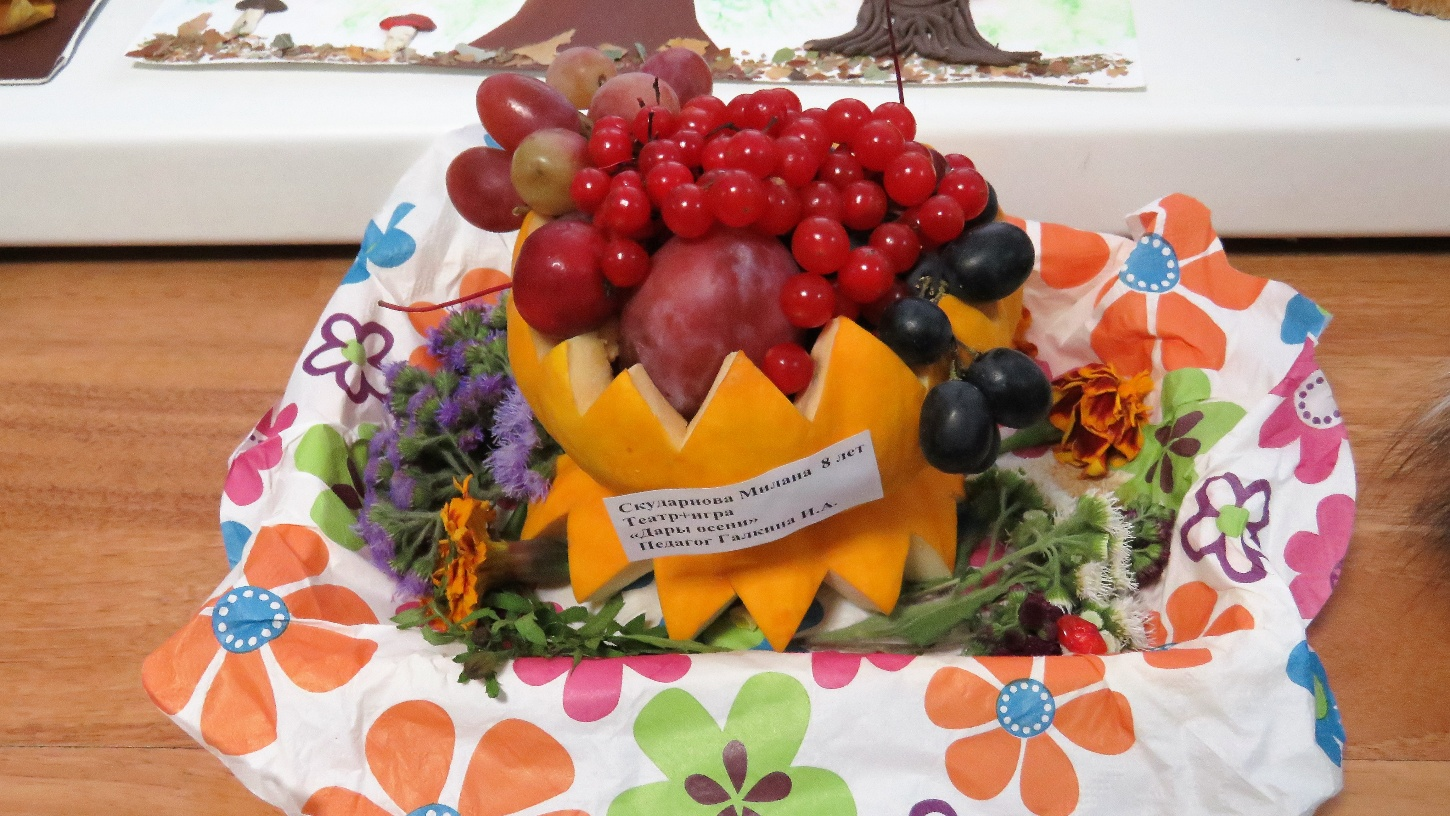 Скударнова Милана 8 лет
Театр+игра
«Дары осени»
Педагог Галкина И.А.